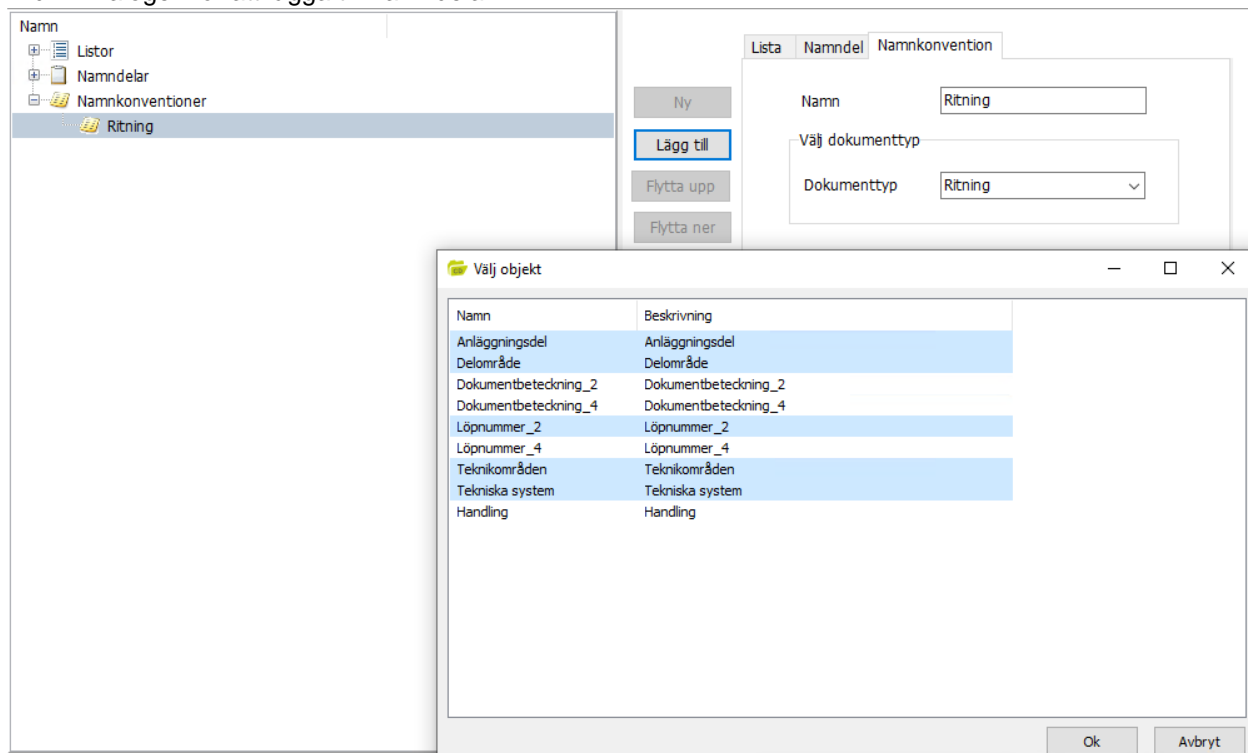 Namn
Listor
Namndelar
Namnkonventioner
Ritning
Lista Namndel Namnkonvention
Ny
Lägg till
Flytta upp
Flytta ner
Namn Ritning
Välj dokumenttyp
Dokumenttyp Ritning
Välj objekt
Namn Beskrivning
Anläggningsdel Anläggningsdel
Delområde Delområde
Dokumentbeteckning_2 Dokumentbeteckning_2
Dokumentbeteckning_4 Dokumentbeteckning_4
Löpnummer_2 Löpnummer_2
Löpnummer_4 Löpnummer_4
Teknikområden Teknikområden
Tekniska system Tekniska system
Handling Handling
Ok Avbryt